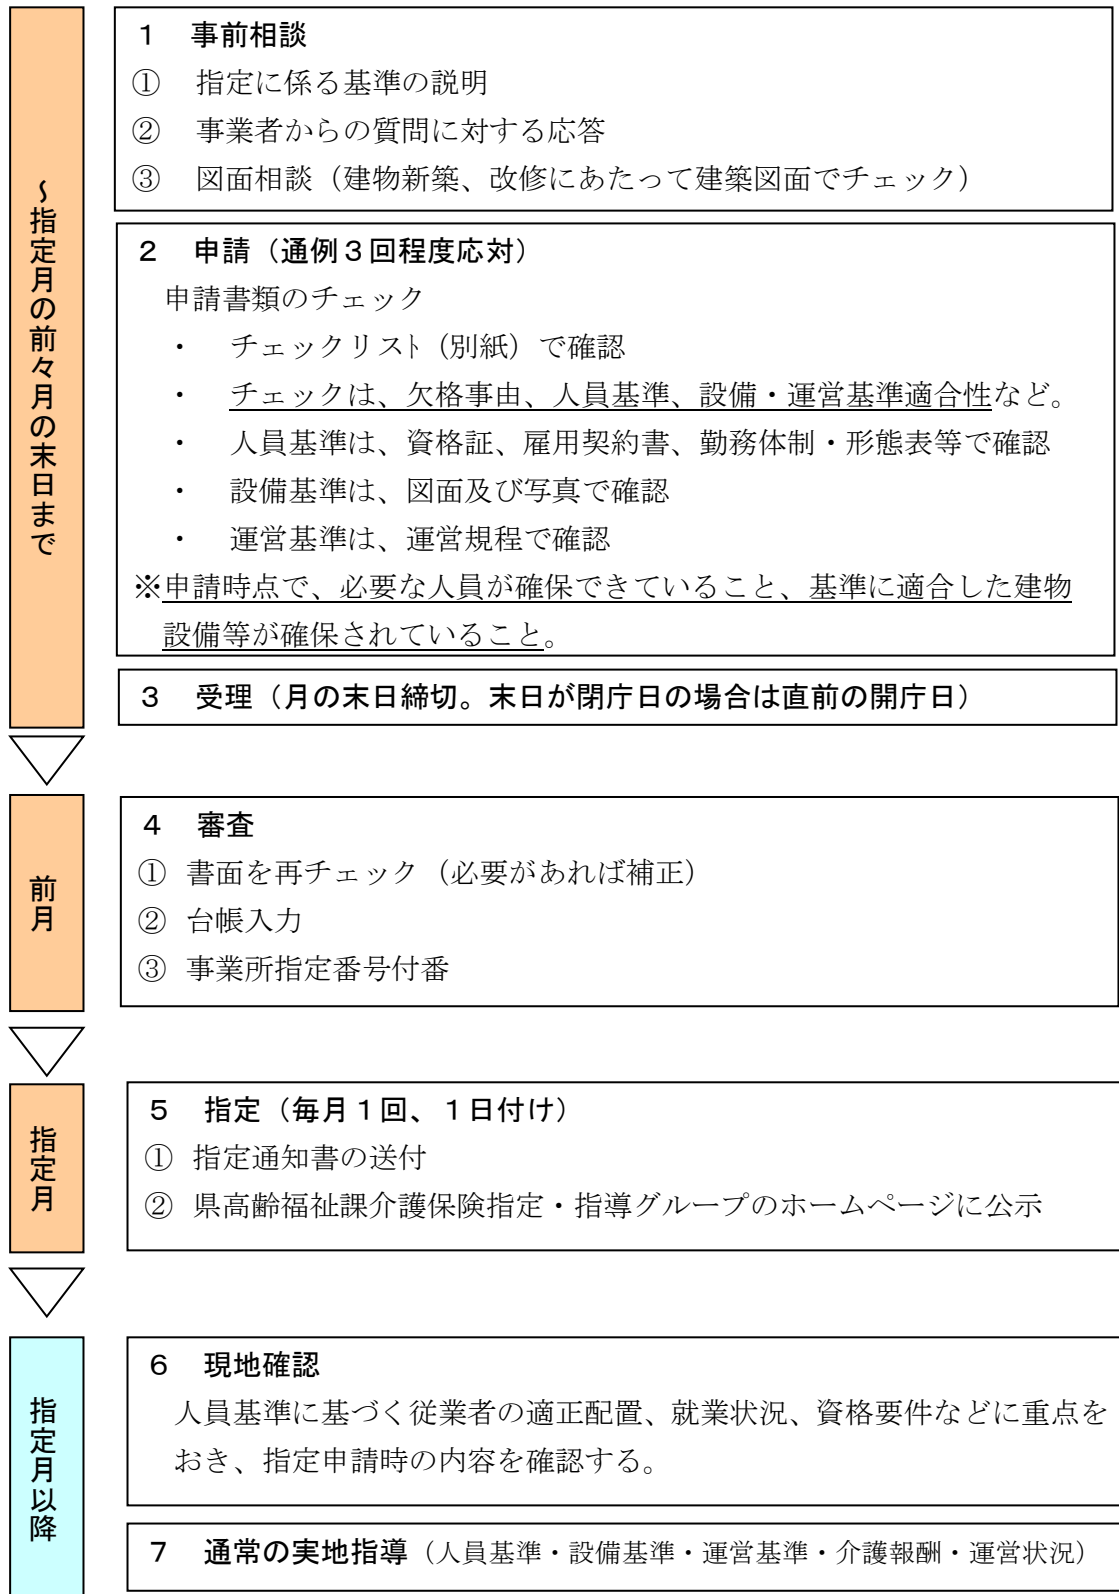 ～指定月の前々月の末日まで
１　事前相談
①　指定に係る基準の説明
②　事業者からの質問に対する応答
③　図面相談（建物新築、改修にあたって建築図面でチェック）
２　申請（通例３回程度応対）
申請書類のチェック
・　チェックリスト（別紙）で確認
・　チェックは、欠格事由、人員基準、設備・運営基準適合性など。
・　人員基準は、資格証、雇用契約書、勤務体制・形態表等で確認
・　設備基準は、図面及び写真で確認
・　運営基準は、運営規程で確認
※申請時点で、必要な人員が確保できていること、基準に適合した建物
設備等が確保されていること。
３　受理（月の末日締切。末日が閉庁日の場合は直前の開庁日）
前月
４　審査
①　書面を再チェック（必要があれば補正）
②　台帳入力
③　事業所指定番号付番
指定月
５　指定（毎月１回、１日付け）
①　指定通知書の送付
②　県高齢福祉課介護保険指定・指導グループのホームページに公示
指定月以降
６　現地確認
人員基準に基づく従業者の適正配置、就業状況、資格要件などに重点を
おき、指定申請時の内容を確認する。
７　通常の実地指導（人員基準・設備基準・運営基準・介護報酬・運営状況）